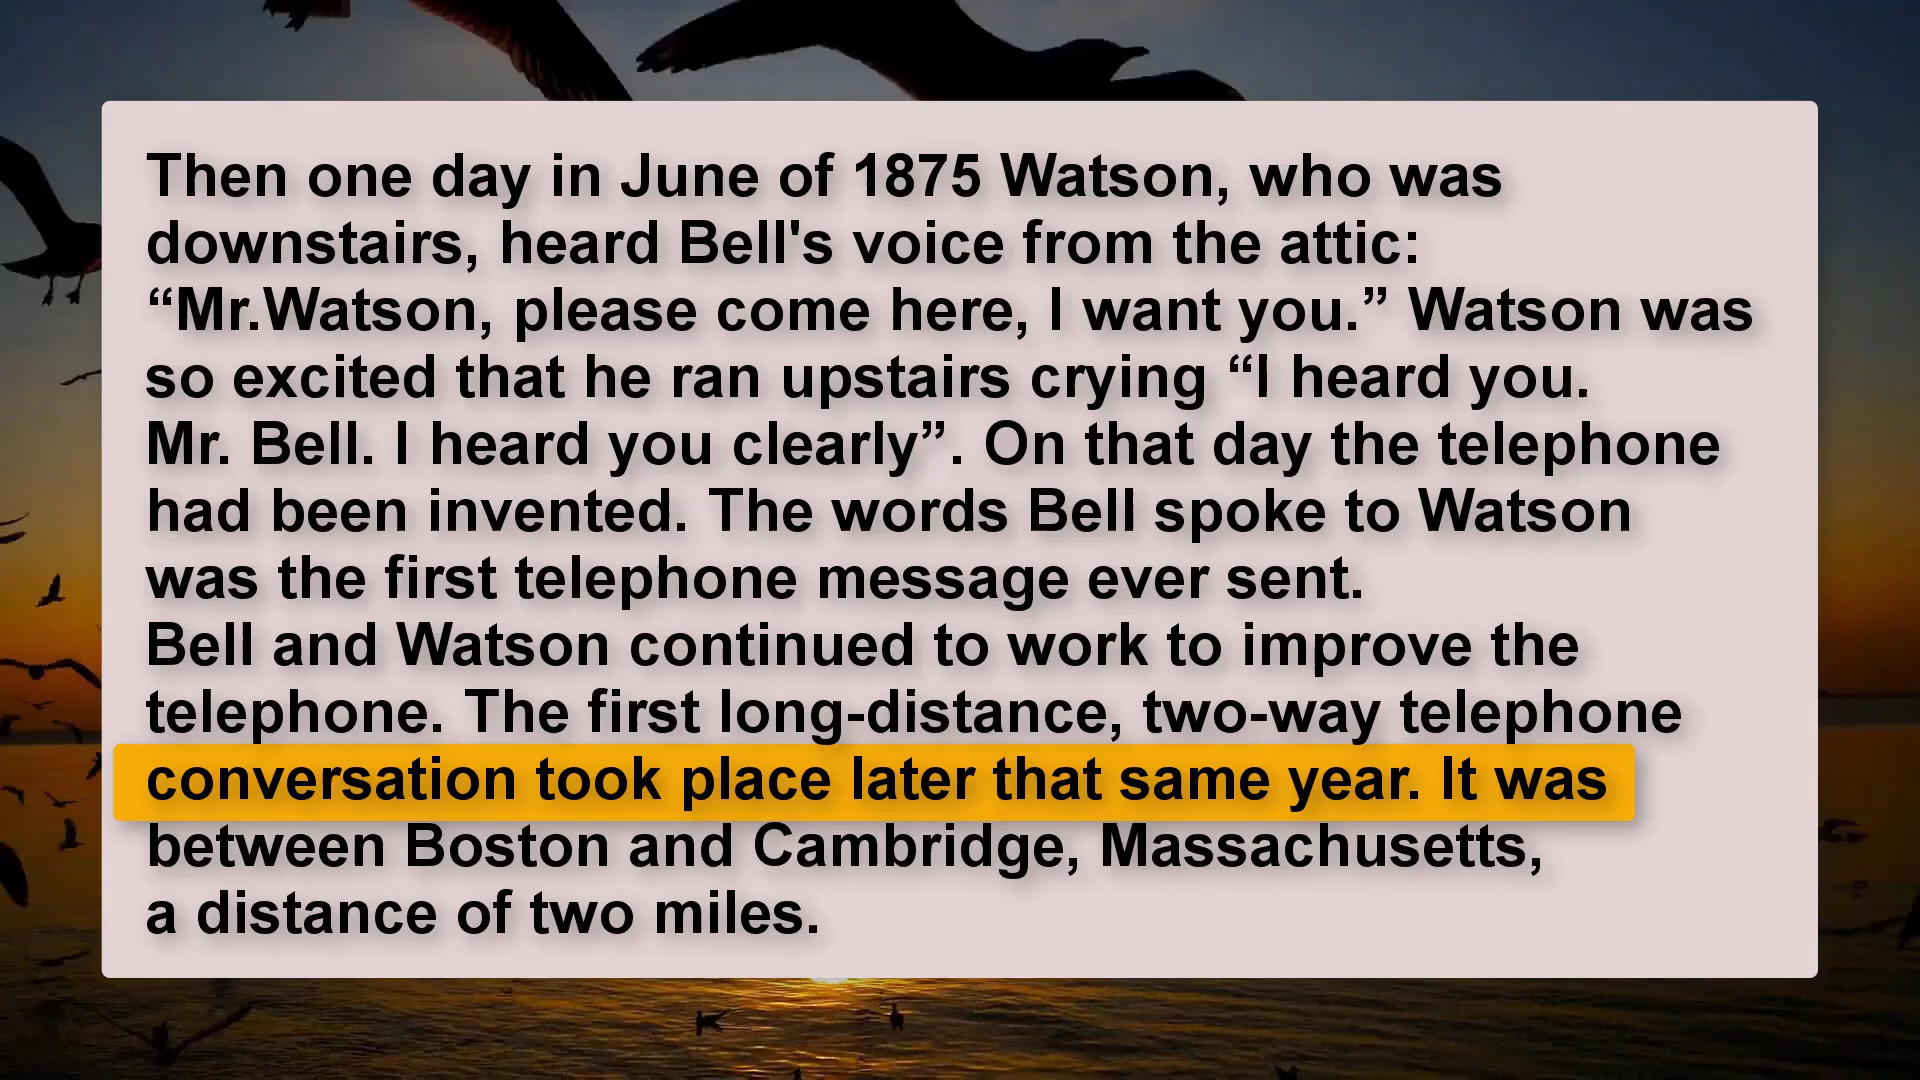 Then one day in June of 1875 Watson, who was
downstairs, heard Bell's voice from the attic:
“Mr.Watson, please come here, I want you.” Watson was
so excited that he ran upstairs crying “I heard you.
Mr. Bell. I heard you clearly”. On that day the telephone
had been invented. The words Bell spoke to Watson
was the first telephone message ever sent.
Bell and Watson continued to work to improve the
telephone. The first long-distance, two-way telephone
conversation took place later that same year. It was
between Boston and Cambridge, Massachusetts,
a distance of two miles.